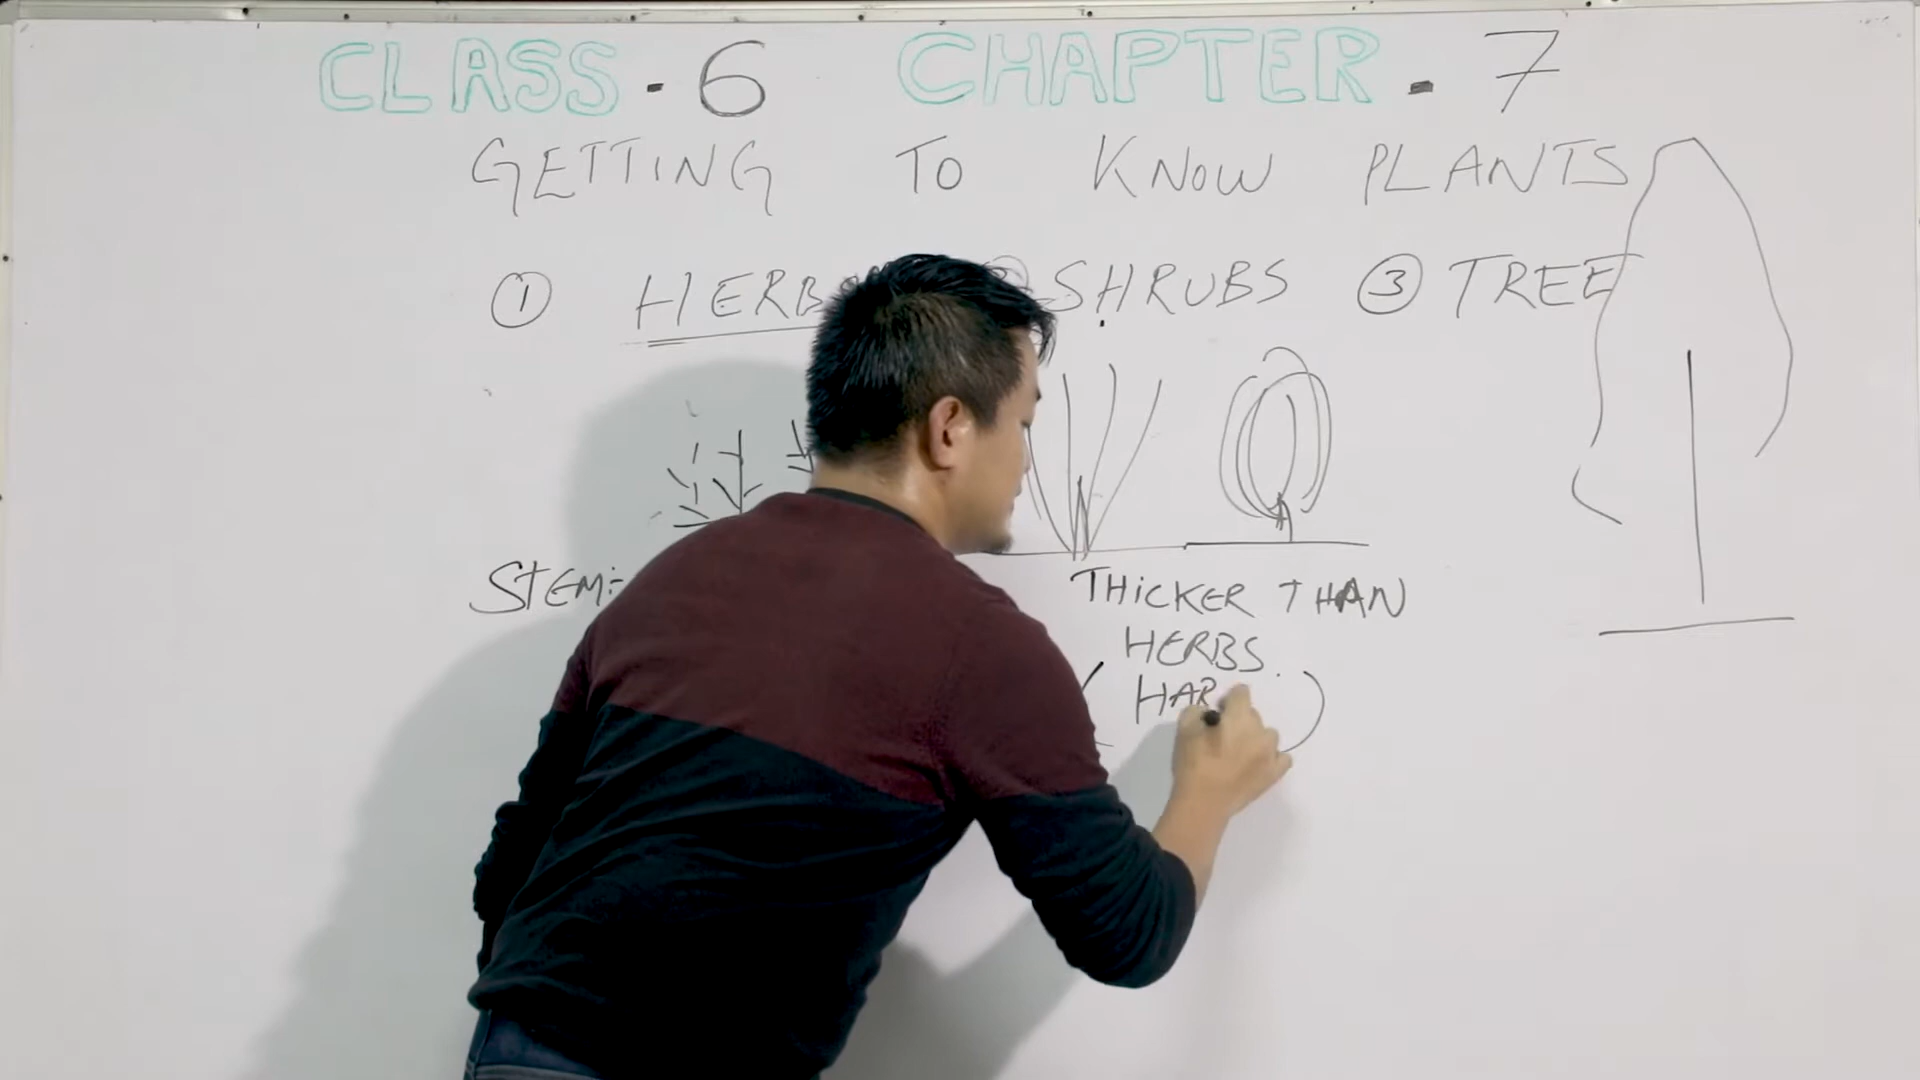 CLASS - 6 CHAPTER - 7
GETTING TO KNOW PLANTS
① HERBS ② SHRUBS ③ TREE
STEM:- THICKER THAN
HERBS.
(HAR )